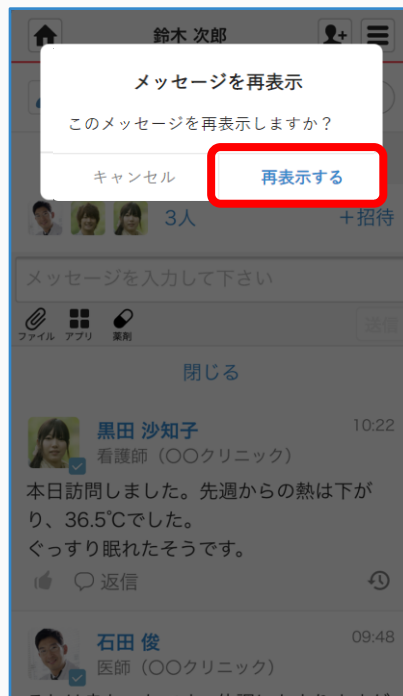 鈴木 次郎
メッセージを再表示
このメッセージを再表示しますか？
キャンセル
再表示する
3人
＋招待
メッセージを入力して下さい
ファイル アプリ 薬剤
送信
閉じる
黒田 沙知子
10:22
看護師（〇〇クリニック）
本日訪問しました。先週からの熱は下が
り、36.5℃でした。
ぐっすり眠れたそうです。
返信
石田 俊
09:48
医師（〇〇クリニック）